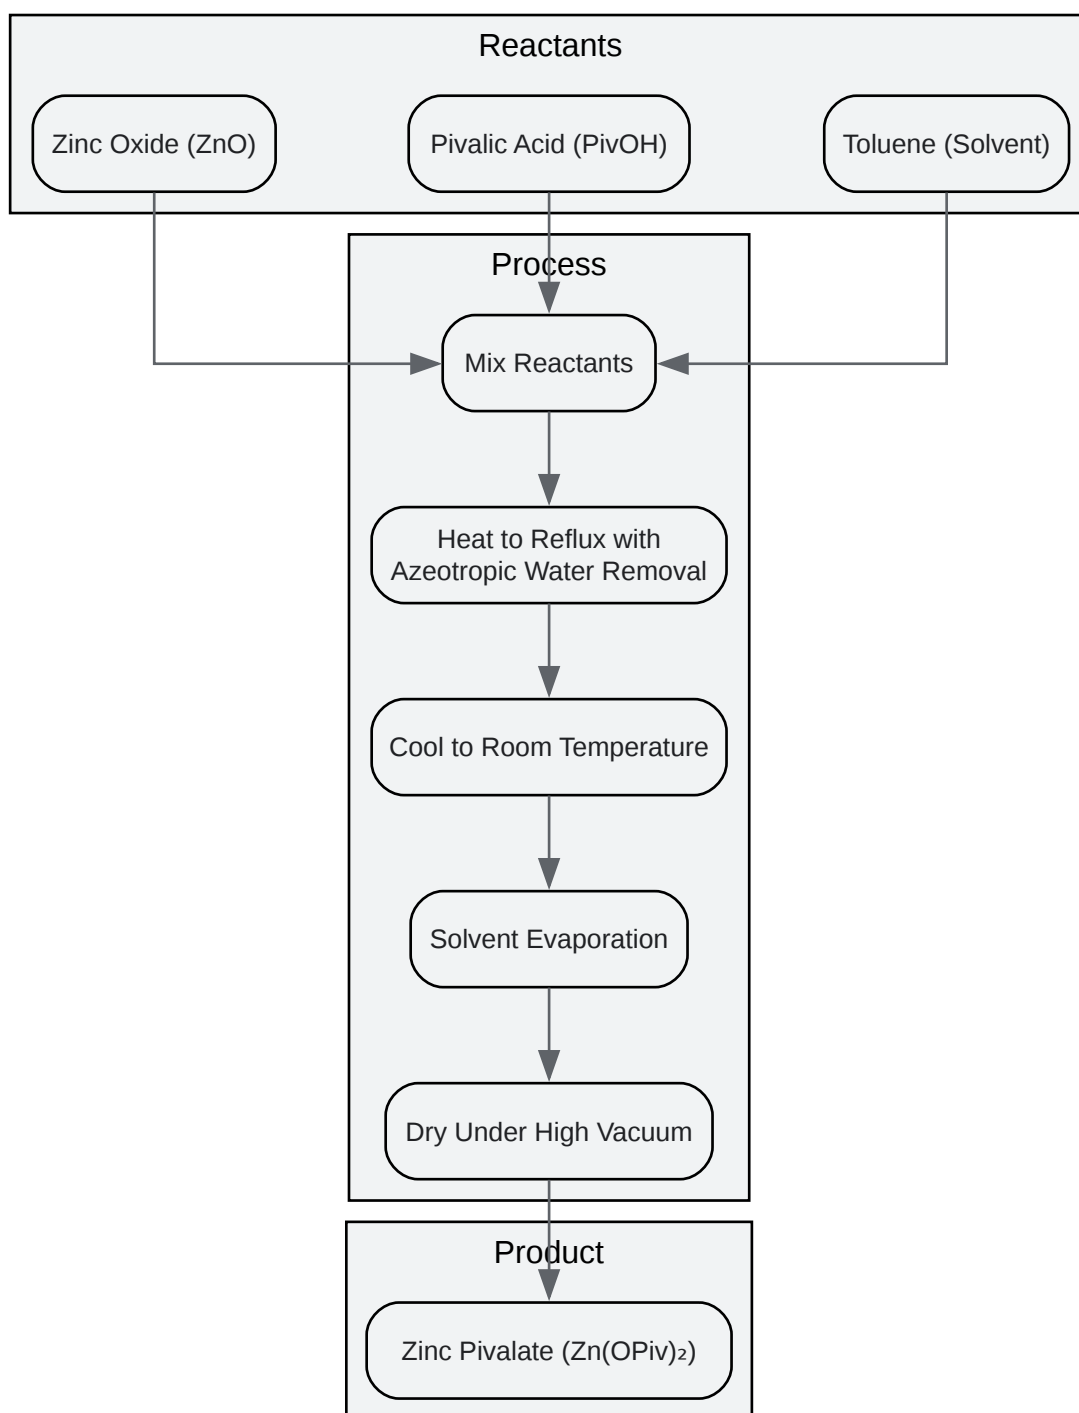 Reactants
Zinc Oxide (ZnO)
Pivalic Acid (PivOH)
Toluene (Solvent)
Process
Mix Reactants
Heat to Reflux with
Azeotropic Water Removal
Cool to Room Temperature
Solvent Evaporation
Dry Under High Vacuum
Product
Zinc Pivalate (Zn(OPiv)₂)